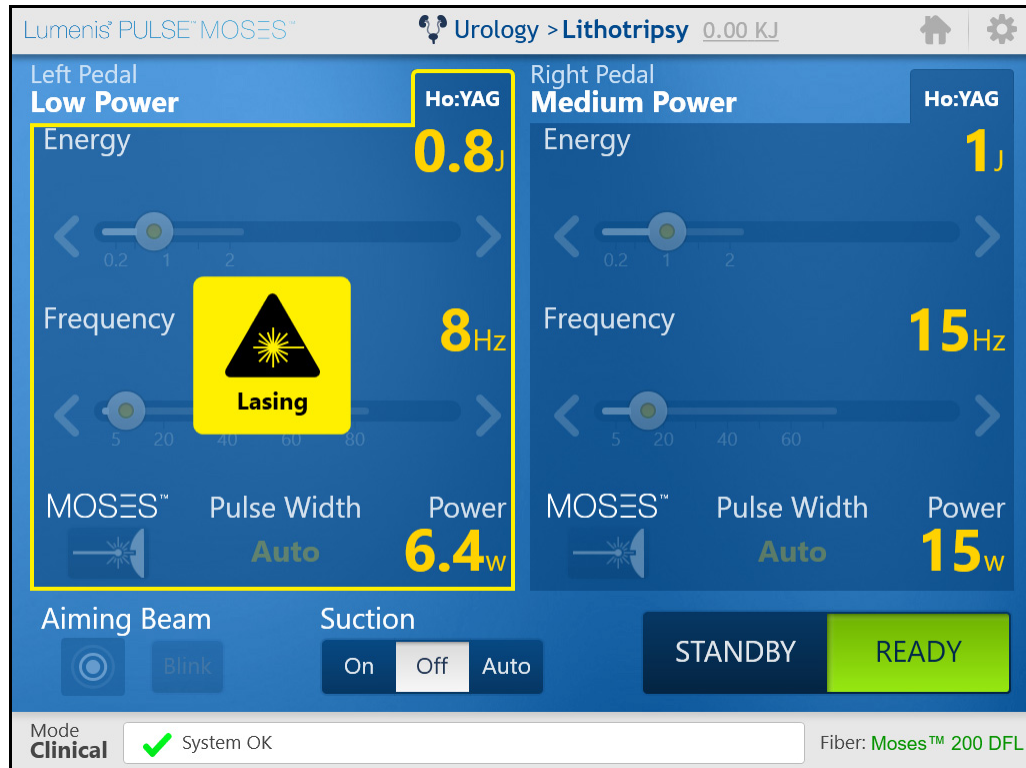 Lumenis® PULSE™ MOSES™
Urology > Lithotripsy 0.00 KJ
Left Pedal
Low Power
Ho:YAG
Energy
0.8J
0.2 1 2
Frequency
8Hz
Lasing
5 20 40 60 80
MOSES™ Pulse Width Power
Auto 6.4w
Right Pedal
Medium Power
Ho:YAG
Energy
1J
0.2 1 2
Frequency
15Hz
5 20 40 60
MOSES™ Pulse Width Power
Auto 15w
Aiming Beam
Blink
Suction
On Off Auto
STANDBY READY
Mode
Clinical
System OK
Fiber: Moses™ 200 DFL